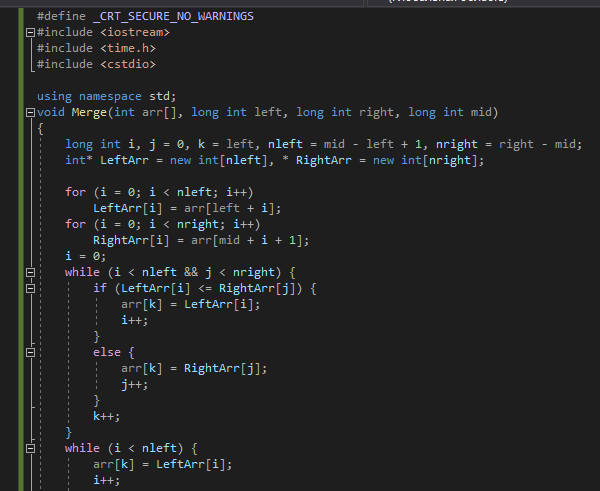 #define _CRT_SECURE_NO_WARNINGS
#include <iostream>
#include <time.h>
#include <cstdio>

using namespace std;
void Merge(int arr[], long int left, long int right, long int mid)
{
    long int i, j = 0, k = left, nleft = mid - left + 1, nright = right - mid;
    int* LeftArr = new int[nleft], * RightArr = new int[nright];

    for (i = 0; i < nleft; i++)
        LeftArr[i] = arr[left + i];
    for (i = 0; i < nright; i++)
        RightArr[i] = arr[mid + i + 1];
    i = 0;
    while (i < nleft && j < nright) {
        if (LeftArr[i] <= RightArr[j]) {
            arr[k] = LeftArr[i];
            i++;
        }
        else {
            arr[k] = RightArr[j];
            j++;
        }
        k++;
    }
    while (i < nleft) {
        arr[k] = LeftArr[i];
        i++;